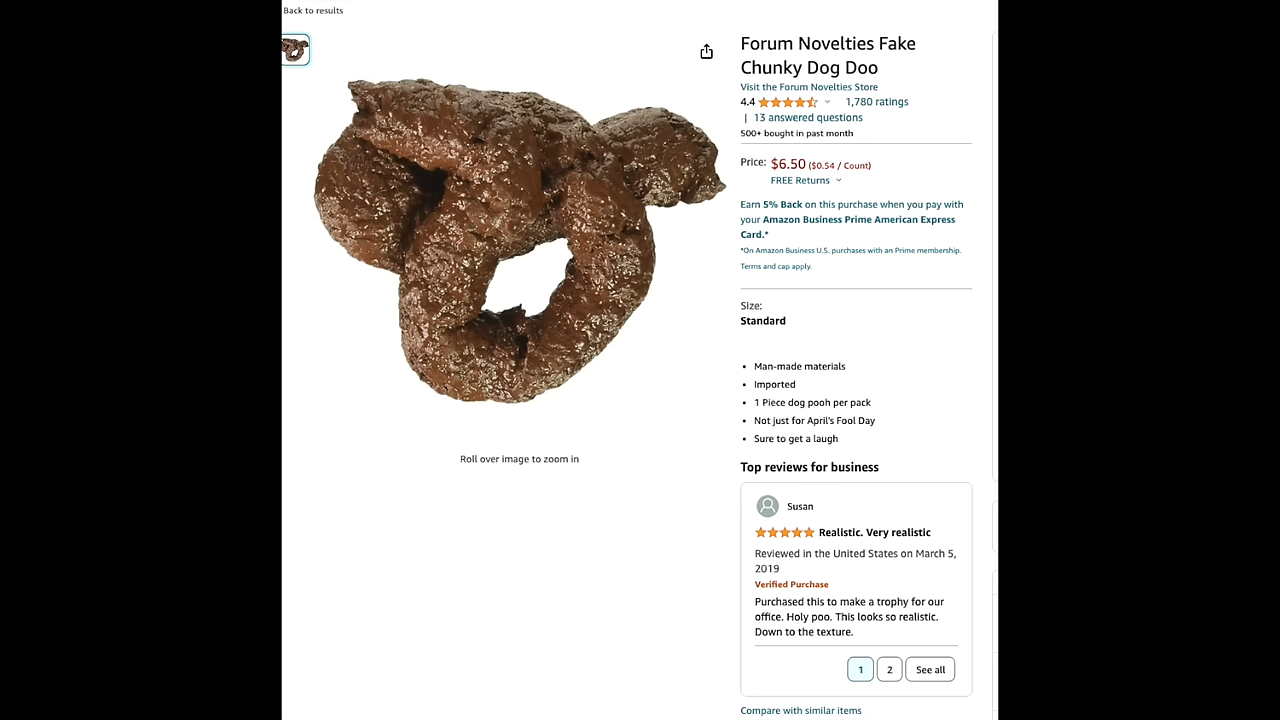 Back to results
Forum Novelties Fake
Chunky Dog Doo
Visit the Forum Novelties Store
4.4 1,780 ratings
| 13 answered questions
500+ bought in past month
Price: $6.50 ($0.54 / Count)
FREE Returns
Earn 5% Back on this purchase when you pay with
your Amazon Business Prime American Express
Card.*
*On Amazon Business U.S. purchases with an Prime membership.
Terms and cap apply.
Size:
Standard
• Man-made materials
• Imported
• 1 Piece dog pooh per pack
• Not just for April's Fool Day
• Sure to get a laugh
Roll over image to zoom in
Top reviews for business
Susan
Realistic. Very realistic
Reviewed in the United States on March 5,
2019
Verified Purchase
Purchased this to make a trophy for our
office. Holy poo. This looks so realistic.
Down to the texture.
1 2 See all
Compare with similar items